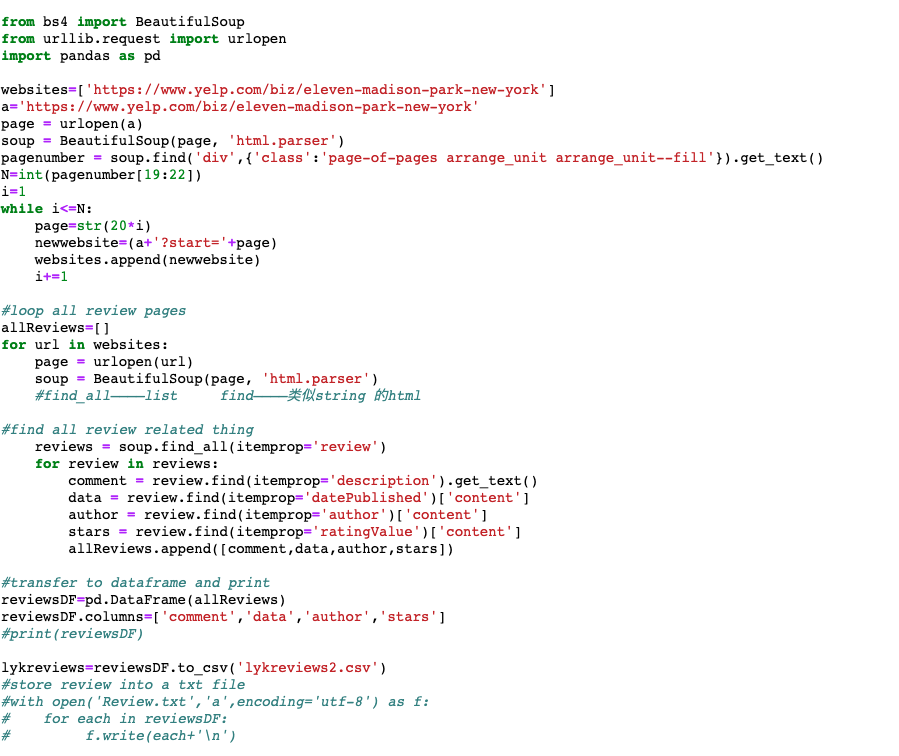 from bs4 import BeautifulSoup
from urllib.request import urlopen
import pandas as pd

websites=['https://www.yelp.com/biz/eleven-madison-park-new-york']
a='https://www.yelp.com/biz/eleven-madison-park-new-york'
page = urlopen(a)
soup = BeautifulSoup(page, 'html.parser')
pagenumber = soup.find('div',{'class':'page-of-pages arrange_unit arrange_unit--fill'}).get_text()
N=int(pagenumber[19:22])
i=1
while i<=N:
    page=str(20*i)
    newwebsite=(a+'?start='+page)
    websites.append(newwebsite)
    i+=1

#loop all review pages
allReviews=[]
for url in websites:
    page = urlopen(url)
    soup = BeautifulSoup(page, 'html.parser')
    #find_all————list     find————类似string 的html

#find all review related thing
    reviews = soup.find_all(itemprop='review')
    for review in reviews:
        comment = review.find(itemprop='description').get_text()
        data = review.find(itemprop='datePublished')['content']
        author = review.find(itemprop='author')['content']
        stars = review.find(itemprop='ratingValue')['content']
        allReviews.append([comment,data,author,stars])

#transfer to dataframe and print
reviewsDF=pd.DataFrame(allReviews)
reviewsDF.columns=['comment','data','author','stars']
#print(reviewsDF)

lykreviews=reviewsDF.to_csv('lykreviews2.csv')
#store review into a txt file
#with open('Review.txt','a',encoding='utf-8') as f:
#    for each in reviewsDF:
#         f.write(each+'\n')